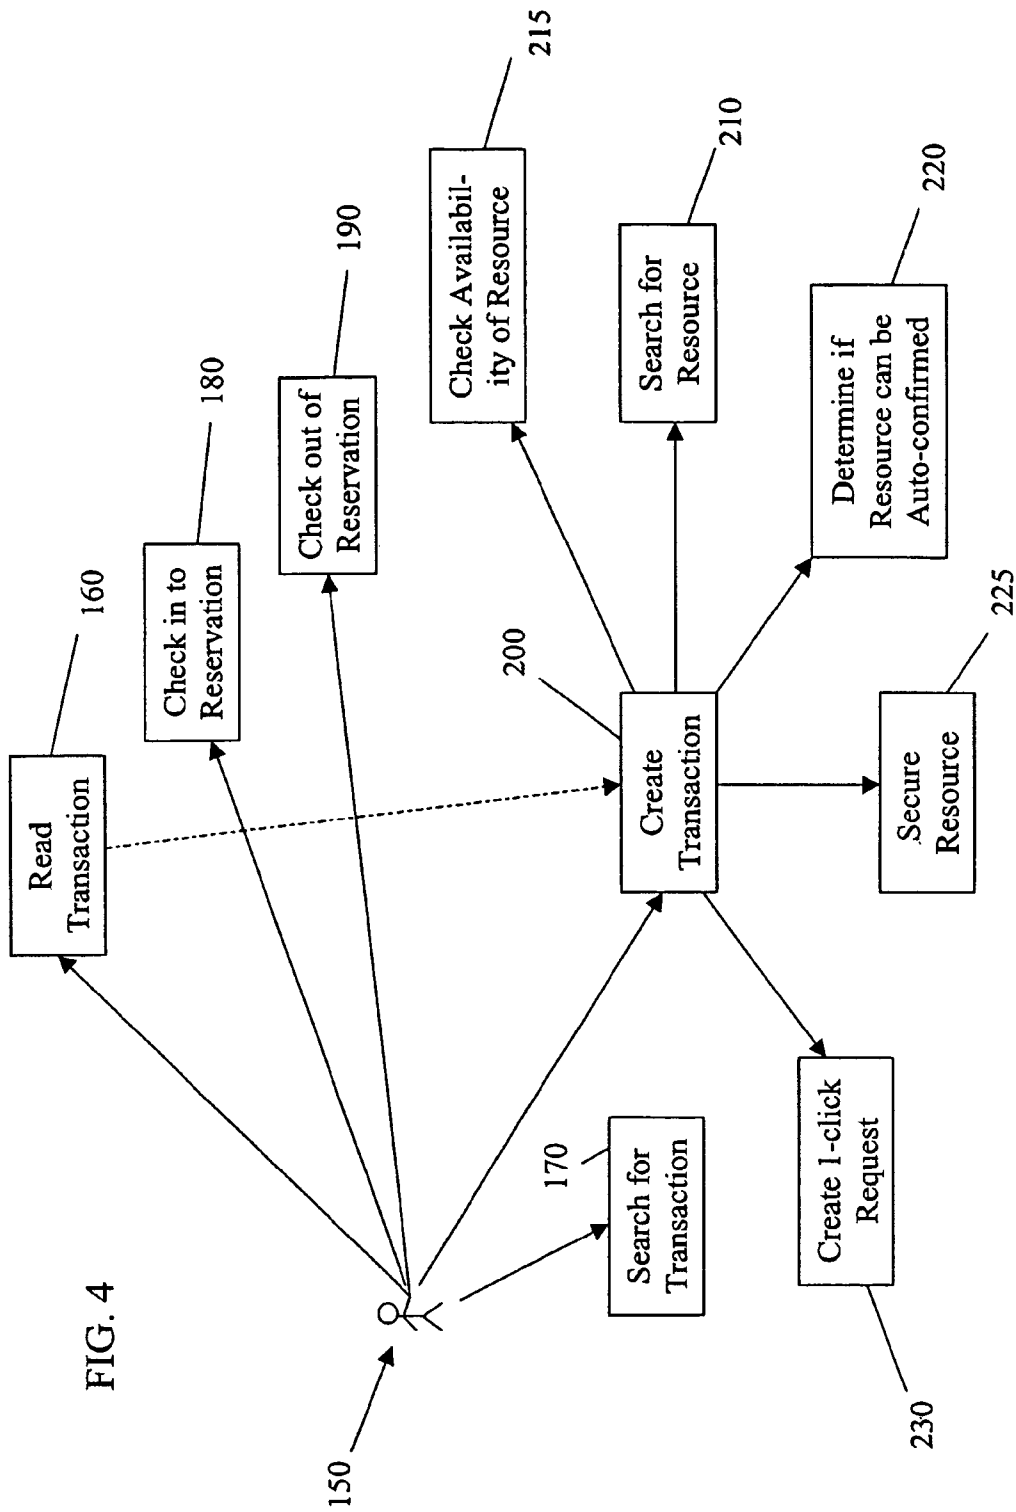 FIG. 4
150
Read
Transaction
160
Check in to
Reservation
180
Check out of
Reservation
190
Search for
Transaction
170
Create
Transaction
200
Check Availabil-
ity of Resource
215
Search for
Resource
210
Determine if
Resource can be
Auto-confirmed
220
Secure
Resource
225
Create 1-click
Request
230